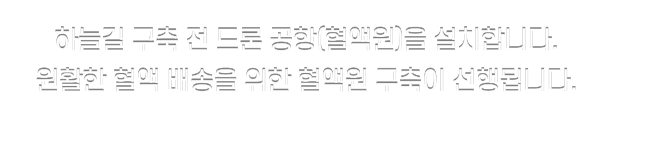 하늘길 구축 전 드론 공항(혈액원)을 설치합니다.
원활한 혈액 배송을 위한 혈액원 구축이 선행됩니다.